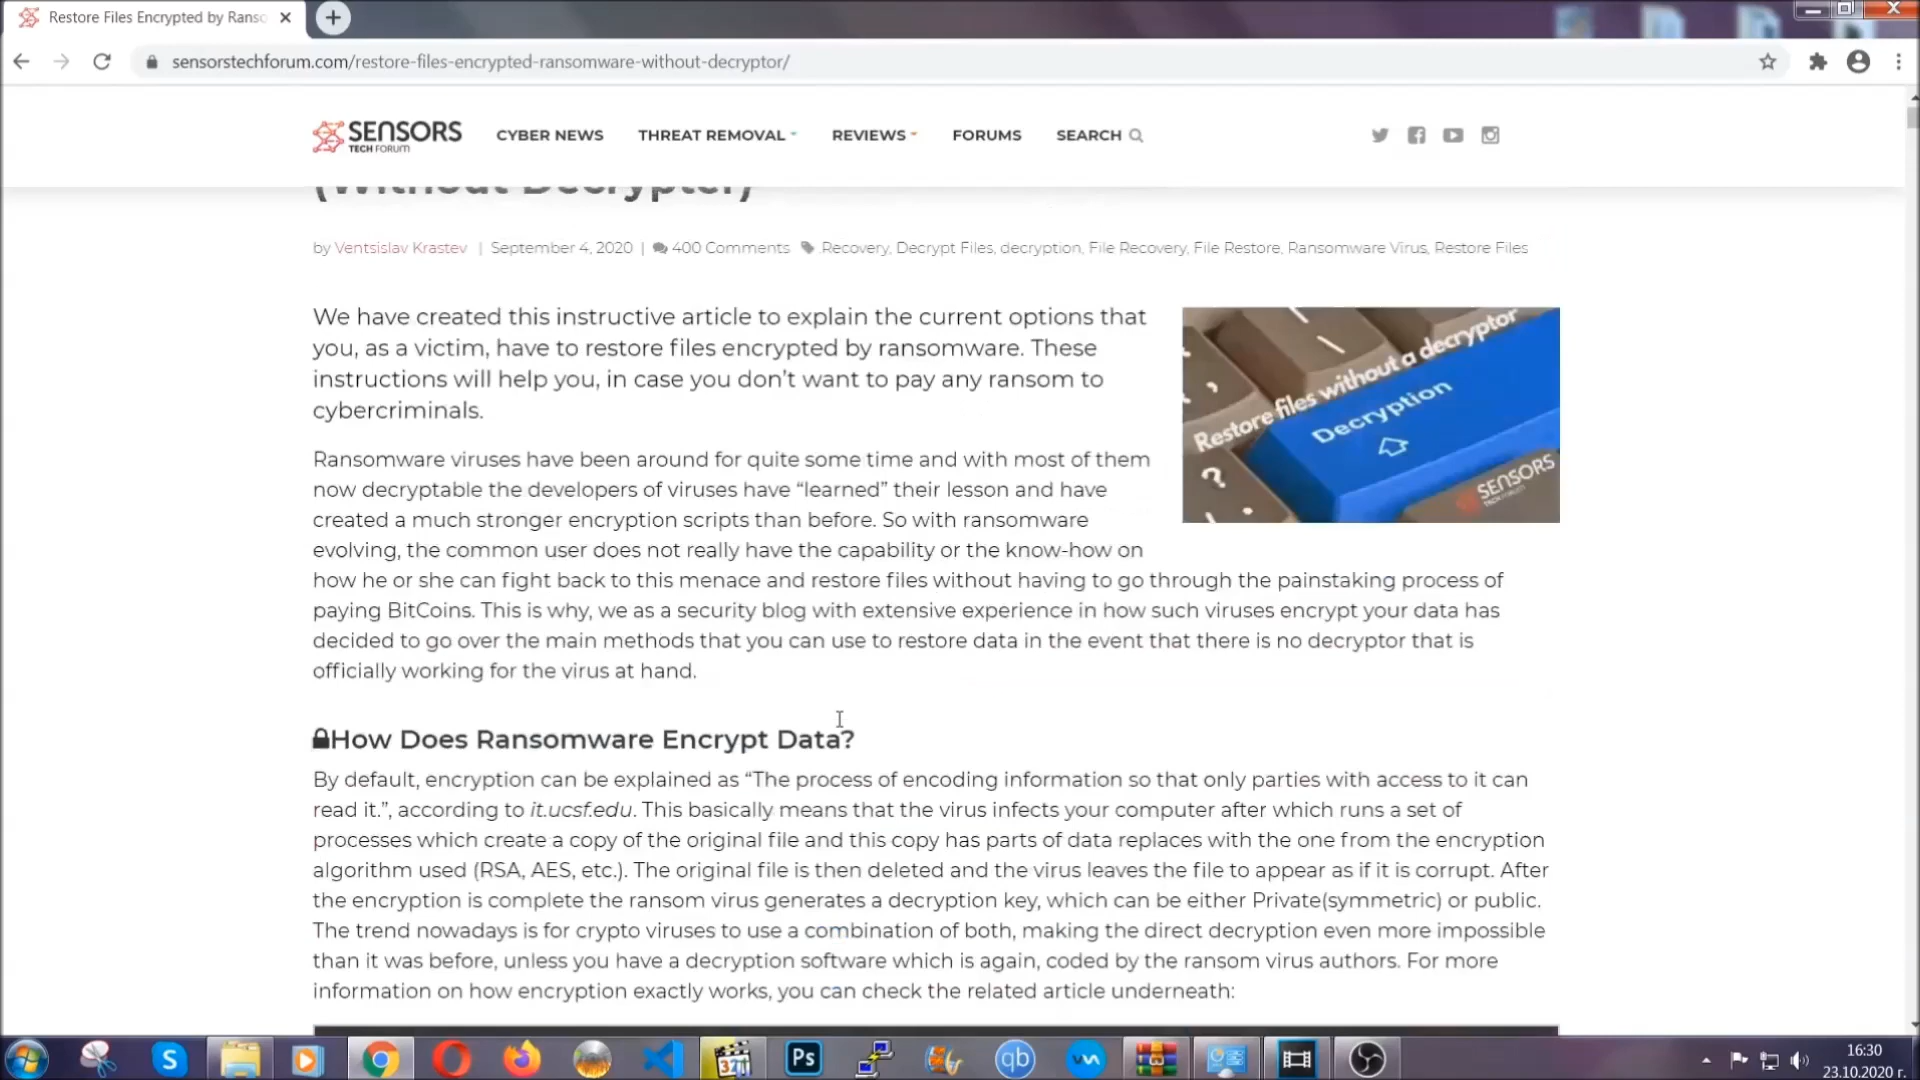 Restore Files Encrypted by Ranso
sensorstechforum.com/restore-files-encrypted-ransomware-without-decryptor/
SENSORS
TECH FORUM
CYBER NEWS
THREAT REMOVAL
REVIEWS
FORUMS
SEARCH
(Without Decrypter)
by Ventsislav Krastev | September 4, 2020 | 400 Comments Recovery, Decrypt Files, decryption, File Recovery, File Restore, Ransomware Virus, Restore Files
We have created this instructive article to explain the current options that
you, as a victim, have to restore files encrypted by ransomware. These
instructions will help you, in case you don't want to pay any ransom to
cybercriminals.
Restore files without a decryptor
Decryption
SENSORS
Ransomware viruses have been around for quite some time and with most of them
now decryptable the developers of viruses have “learned” their lesson and have
created a much stronger encryption scripts than before. So with ransomware
evolving, the common user does not really have the capability or the know-how on
how he or she can fight back to this menace and restore files without having to go through the painstaking process of
paying BitCoins. This is why, we as a security blog with extensive experience in how such viruses encrypt your data has
decided to go over the main methods that you can use to restore data in the event that there is no decryptor that is
officially working for the virus at hand.
How Does Ransomware Encrypt Data?
By default, encryption can be explained as “The process of encoding information so that only parties with access to it can
read it.”, according to it.ucsf.edu. This basically means that the virus infects your computer after which runs a set of
processes which create a copy of the original file and this copy has parts of data replaces with the one from the encryption
algorithm used (RSA, AES, etc.). The original file is then deleted and the virus leaves the file to appear as if it is corrupt. After
the encryption is complete the ransom virus generates a decryption key, which can be either Private(symmetric) or public.
The trend nowadays is for crypto viruses to use a combination of both, making the direct decryption even more impossible
than it was before, unless you have a decryption software which is again, coded by the ransom virus authors. For more
information on how encryption exactly works, you can check the related article underneath:
Ps
qb
16:30
23.10.2020 г.